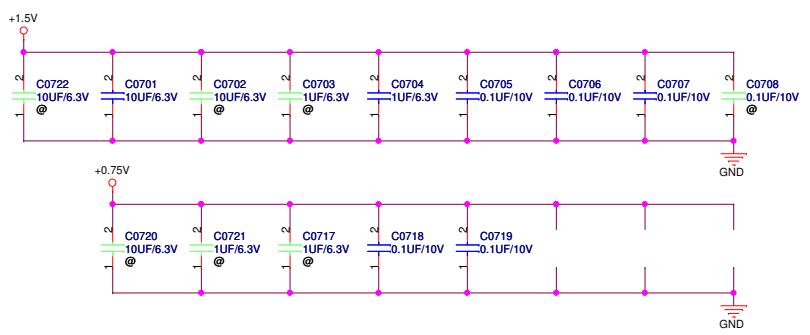 +1.5V
2 2 2 2 2 2 2 2 2
C0722 C0701 C0702 C0703 C0704 C0705 C0706 C0707 C0708
10UF/6.3V 10UF/6.3V 10UF/6.3V 1UF/6.3V 1UF/6.3V 0.1UF/10V 0.1UF/10V 0.1UF/10V 0.1UF/10V
@ @ @ @
1 1 1 1 1 1 1 1 1
GND
+0.75V
2 2 2 2 2
C0720 C0721 C0717 C0718 C0719
10UF/6.3V 1UF/6.3V 1UF/6.3V 0.1UF/10V 0.1UF/10V
@ @ @
1 1 1 1 1
GND